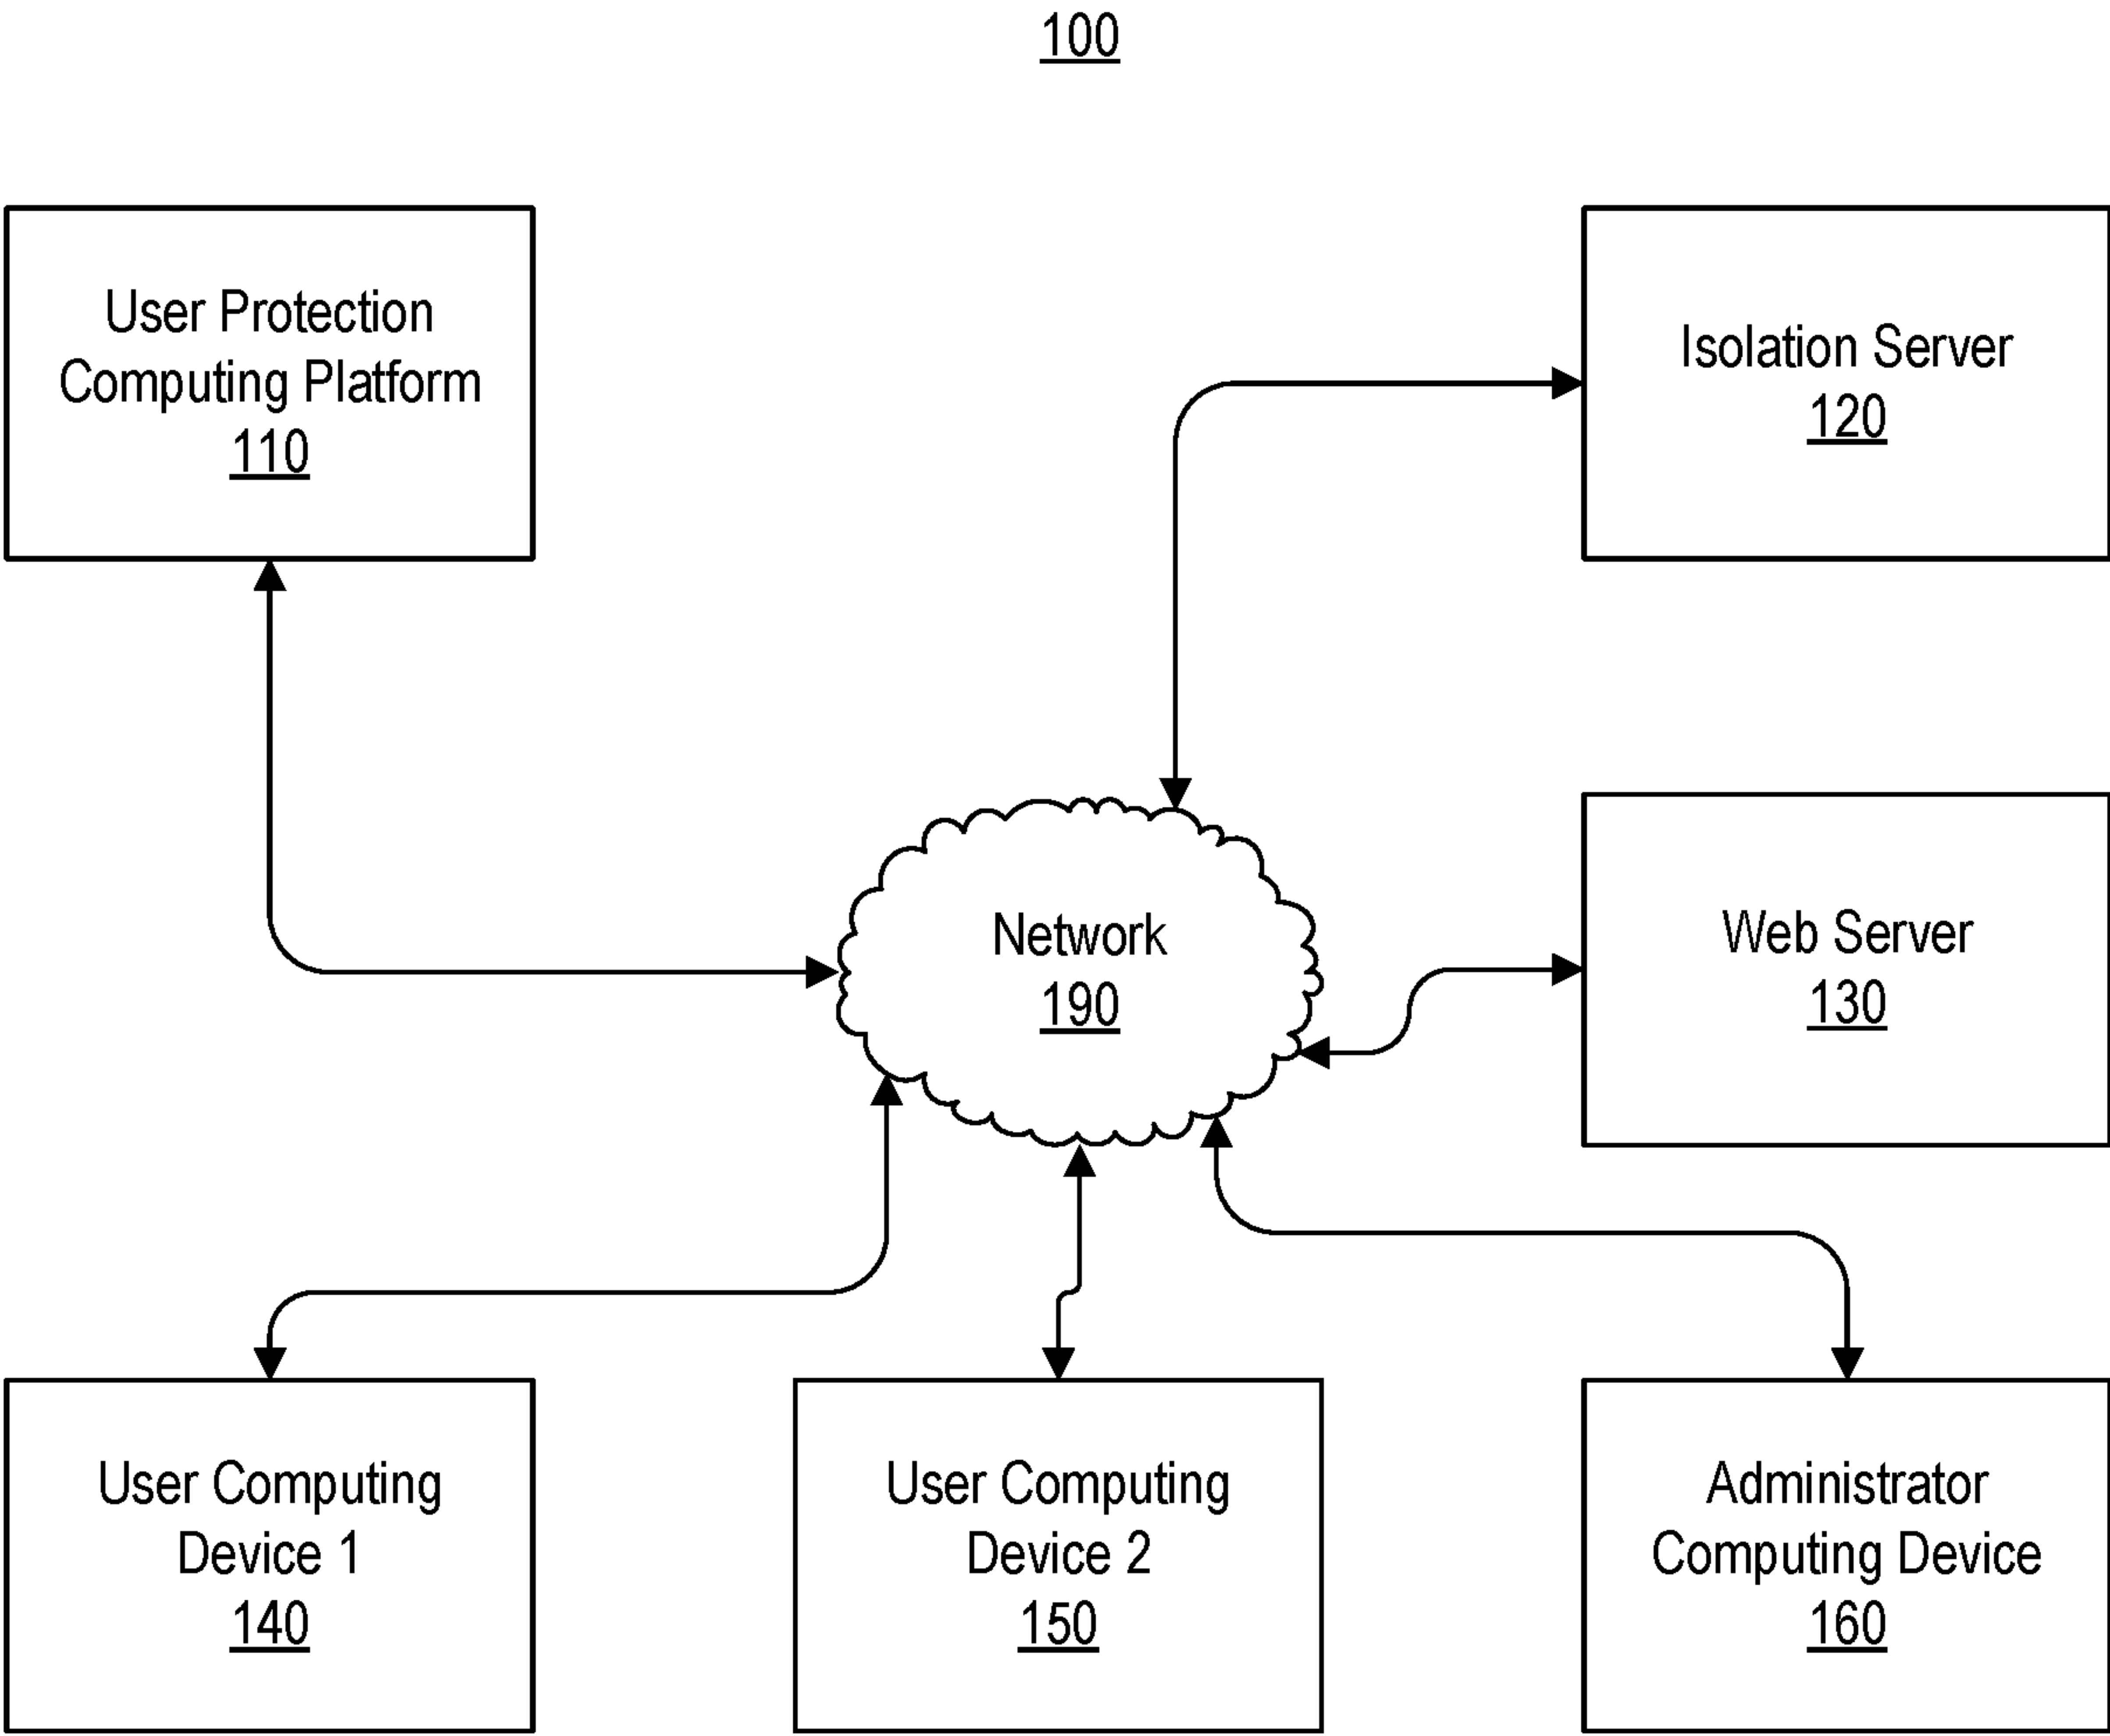 100
User Protection
Computing Platform
110
Isolation Server
120
Network
190
Web Server
130
User Computing
Device 1
140
User Computing
Device 2
150
Administrator
Computing Device
160